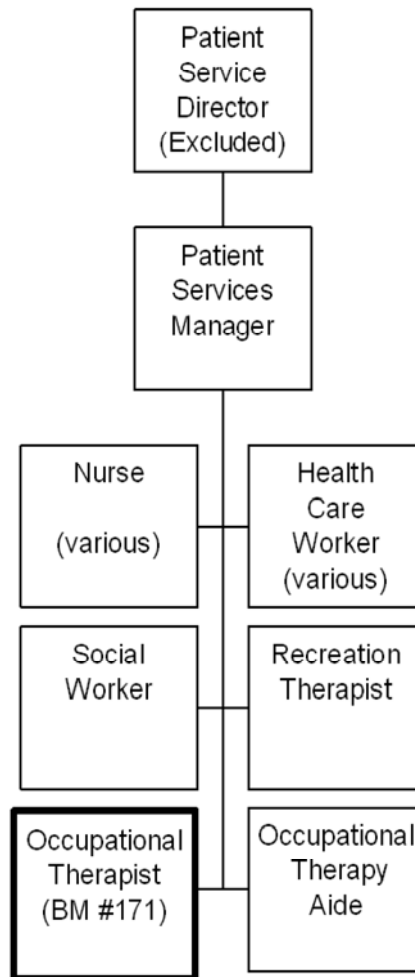 Patient
Service
Director
(Excluded)
Patient
Services
Manager
Nurse
(various)
Health
Care
Worker
(various)
Social
Worker
Recreation
Therapist
Occupational
Therapist
(BM #171)
Occupational
Therapy
Aide